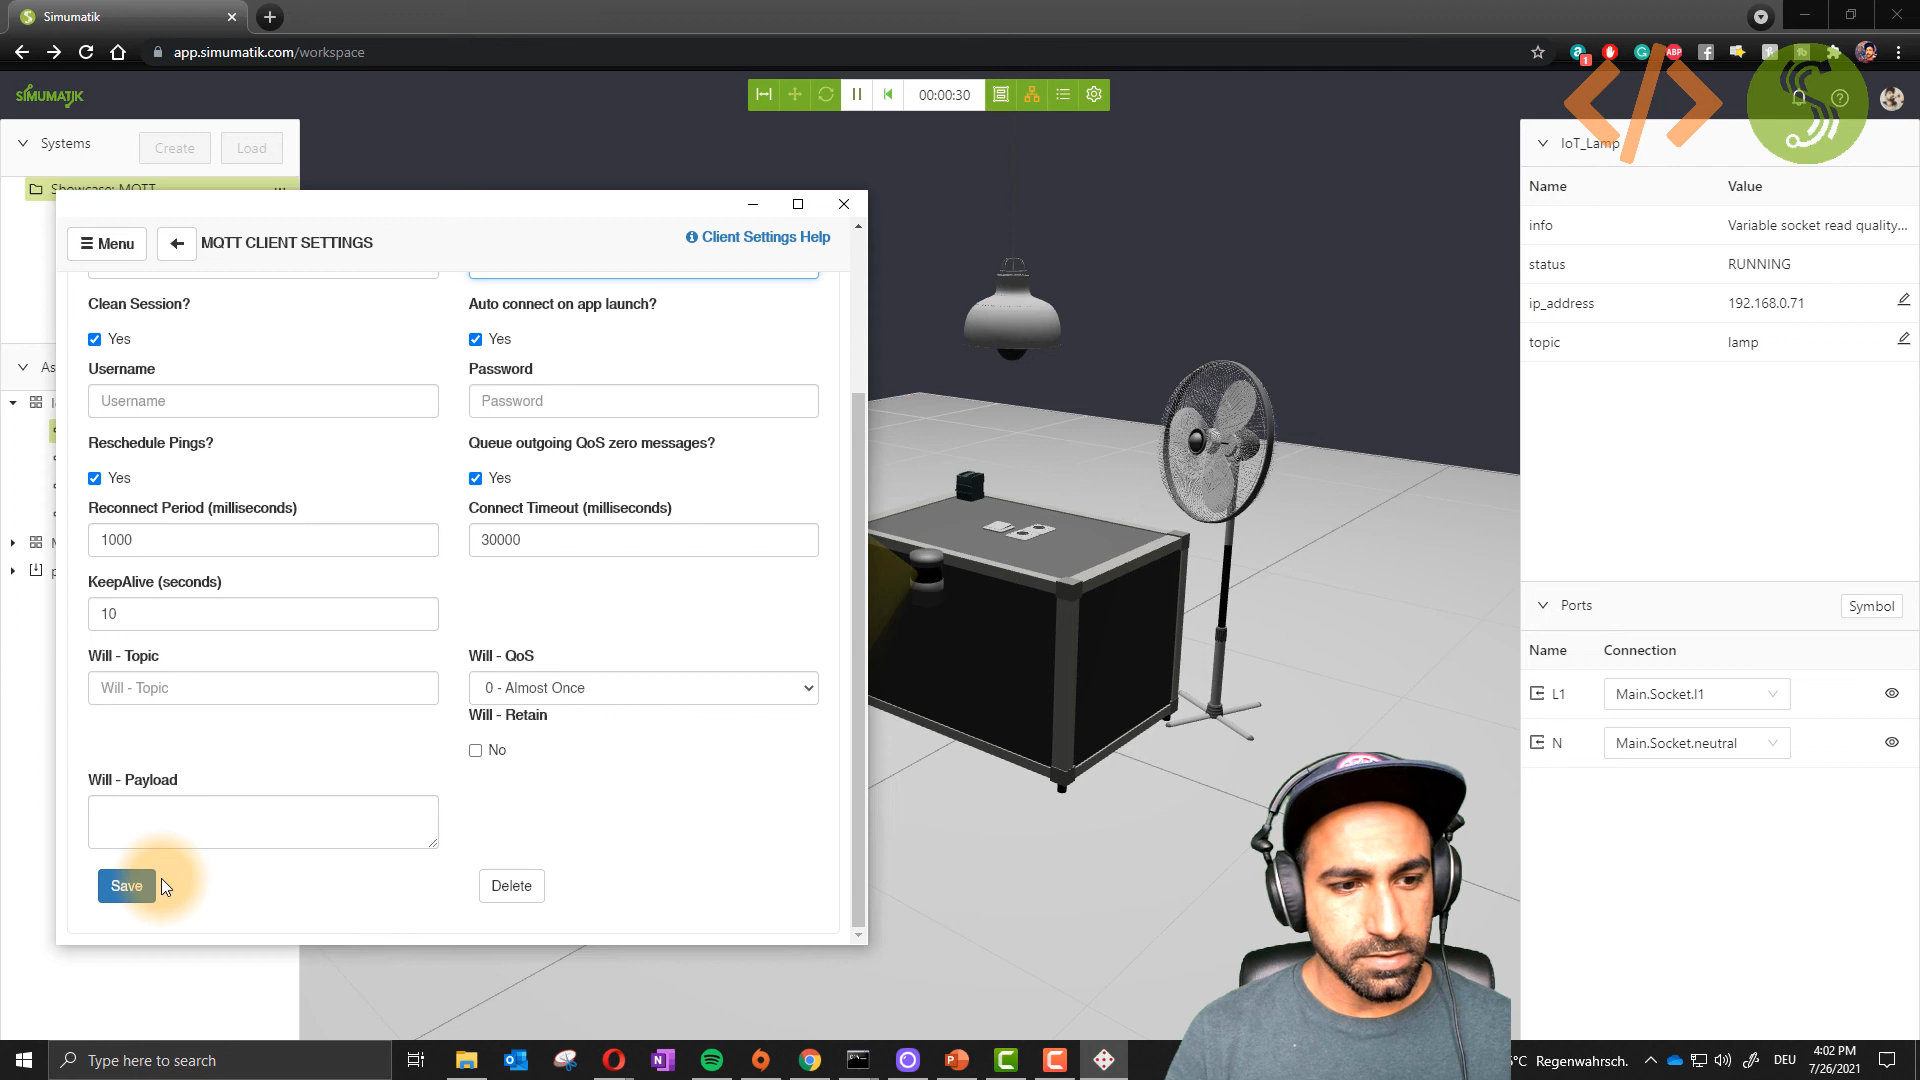 Simumatik
app.simumatik.com/workspace
1
ABP
SIMUMATIK
00:00:30
Systems
Create
Load
Showcase: MQTT
MQTT CLIENT SETTINGS
Menu
Client Settings Help
Clean Session?
Auto connect on app launch?
Yes
Yes
Username
Password
Username
Password
Reschedule Pings?
Queue outgoing QoS zero messages?
Yes
Yes
Reconnect Period (milliseconds)
Connect Timeout (milliseconds)
1000
30000
KeepAlive (seconds)
10
Will - Topic
Will - QoS
Will - Topic
0 - Almost Once
Will - Retain
No
Will - Payload
Save
Delete
IoT_Lamp
Name
Value
info
Variable socket read quality...
status
RUNNING
ip_address
192.168.0.71
topic
lamp
Ports
Symbol
Name
Connection
L1
Main.Socket.l1
N
Main.Socket.neutral
Type here to search
°C Regenwahrsch.
DEU
4:02 PM
7/26/2021